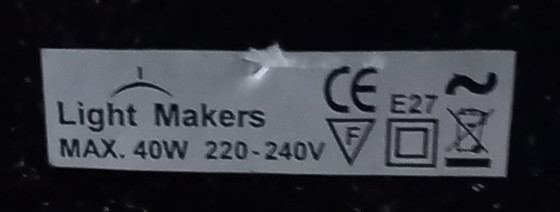 Light Makers
MAX. 40W 220-240V
CE
E27
F